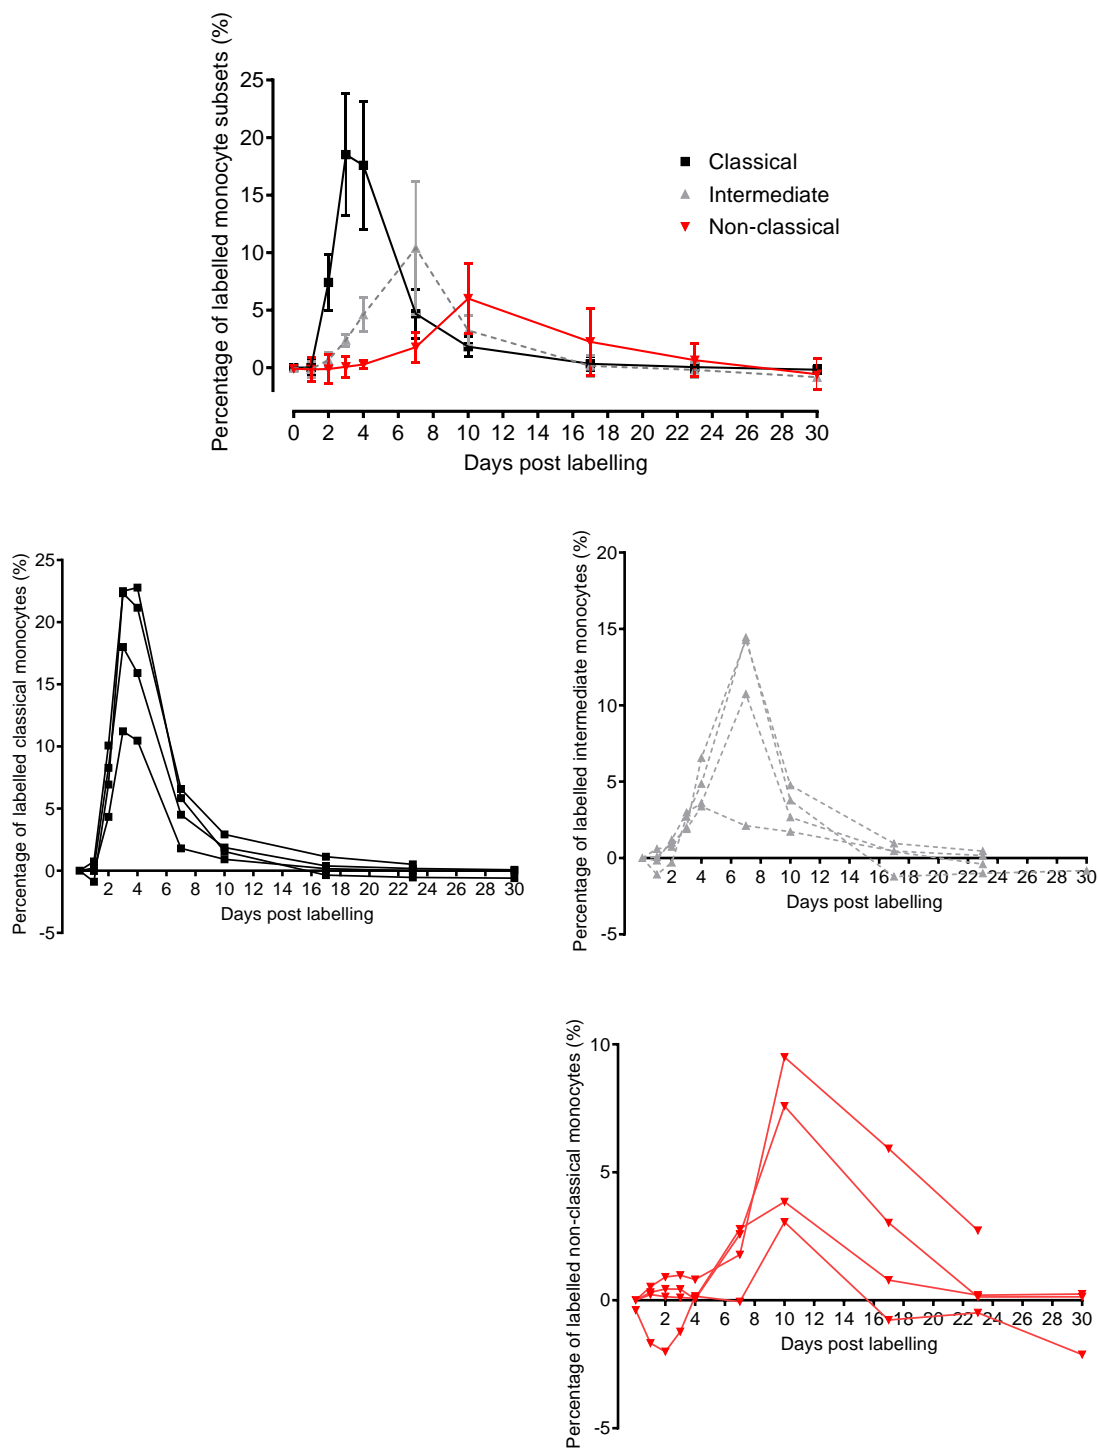 Percentage of labelled monocyte subsets (%)
25
20
15
10
5
0
Classical
Intermediate
Non-classical
0 2 4 6 8 10 12 14 16 18 20 22 24 26 28 30
Days post labelling
Percentage of labelled classical monocytes (%)
25
20
15
10
5
0
-5
2 4 6 8 10 12 14 16 18 20 22 24 26 28 30
Days post labelling
Percentage of labelled intermediate monocytes (%)
20
15
10
5
0
-5
2 4 6 8 10 12 14 16 18 20 22 24 26 28 30
Days post labelling
Percentage of labelled non-classical monocytes (%)
10
5
0
-5
2 4 6 8 10 12 14 16 18 20 22 24 26 28 30
Days post labelling